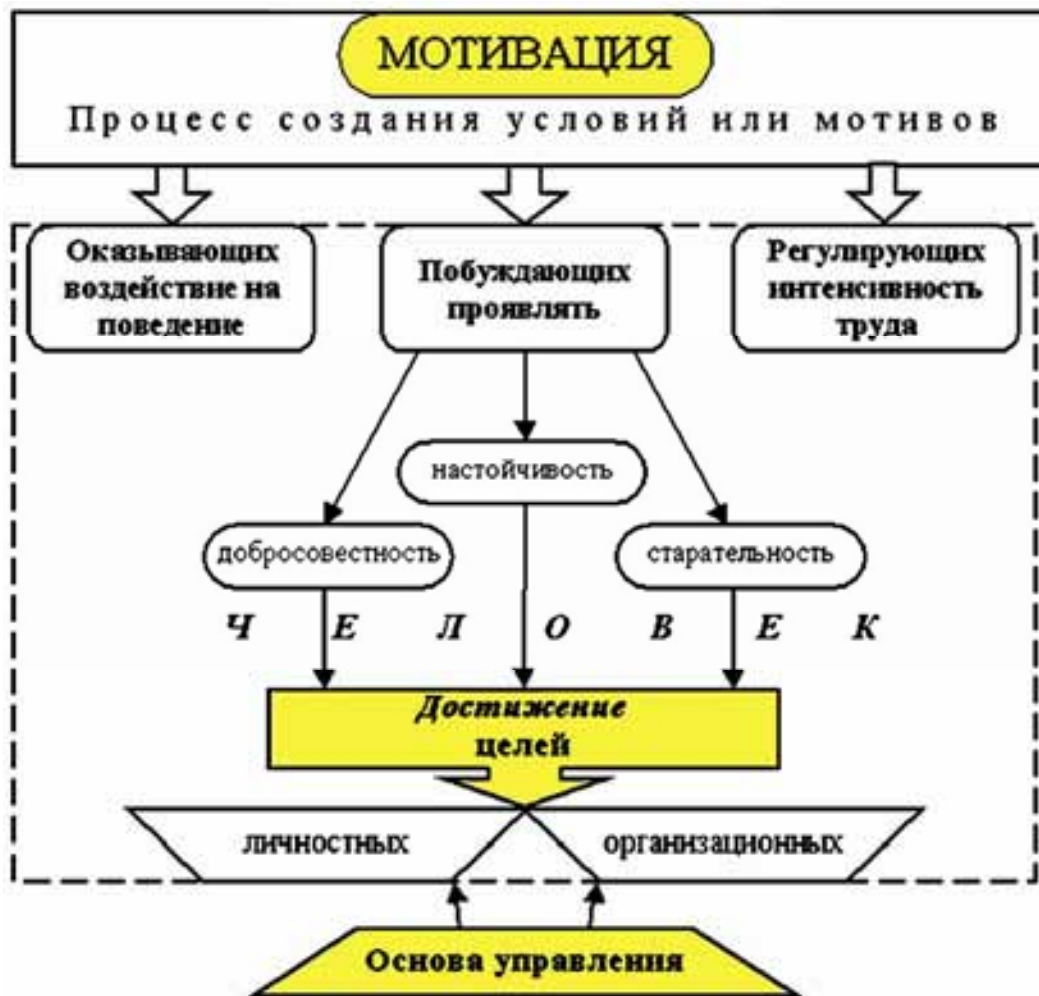 МОТИВАЦИЯ
Процесс создания условий или мотивов
Оказывающих
воздействие на
поведение
Побуждающих
проявлять
Регулирующих
интенсивность
труда
настойчивость
добросовестность
старательность
Ч Е Л О В Е К
Достижение
целей
личностных
организационных
Основа управления